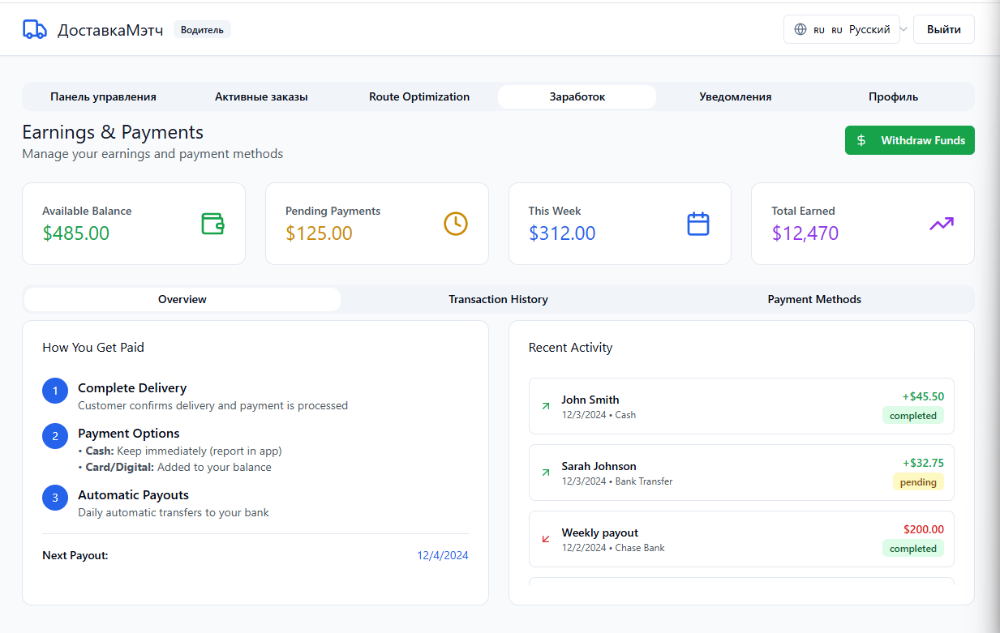 ДоставкаМэтч Водитель RU RU Русский Выйти
Панель управления Активные заказы Route Optimization Заработок Уведомления Профиль
Earnings & Payments
Manage your earnings and payment methods
$ Withdraw Funds
Available Balance
$485.00
Pending Payments
$125.00
This Week
$312.00
Total Earned
$12,470
Overview Transaction History Payment Methods
How You Get Paid
1 Complete Delivery
Customer confirms delivery and payment is processed
2 Payment Options
• Cash: Keep immediately (report in app)
• Card/Digital: Added to your balance
3 Automatic Payouts
Daily automatic transfers to your bank
Next Payout: 12/4/2024
Recent Activity
John Smith +$45.50
12/3/2024 • Cash completed
Sarah Johnson +$32.75
12/3/2024 • Bank Transfer pending
Weekly payout $200.00
12/2/2024 • Chase Bank completed